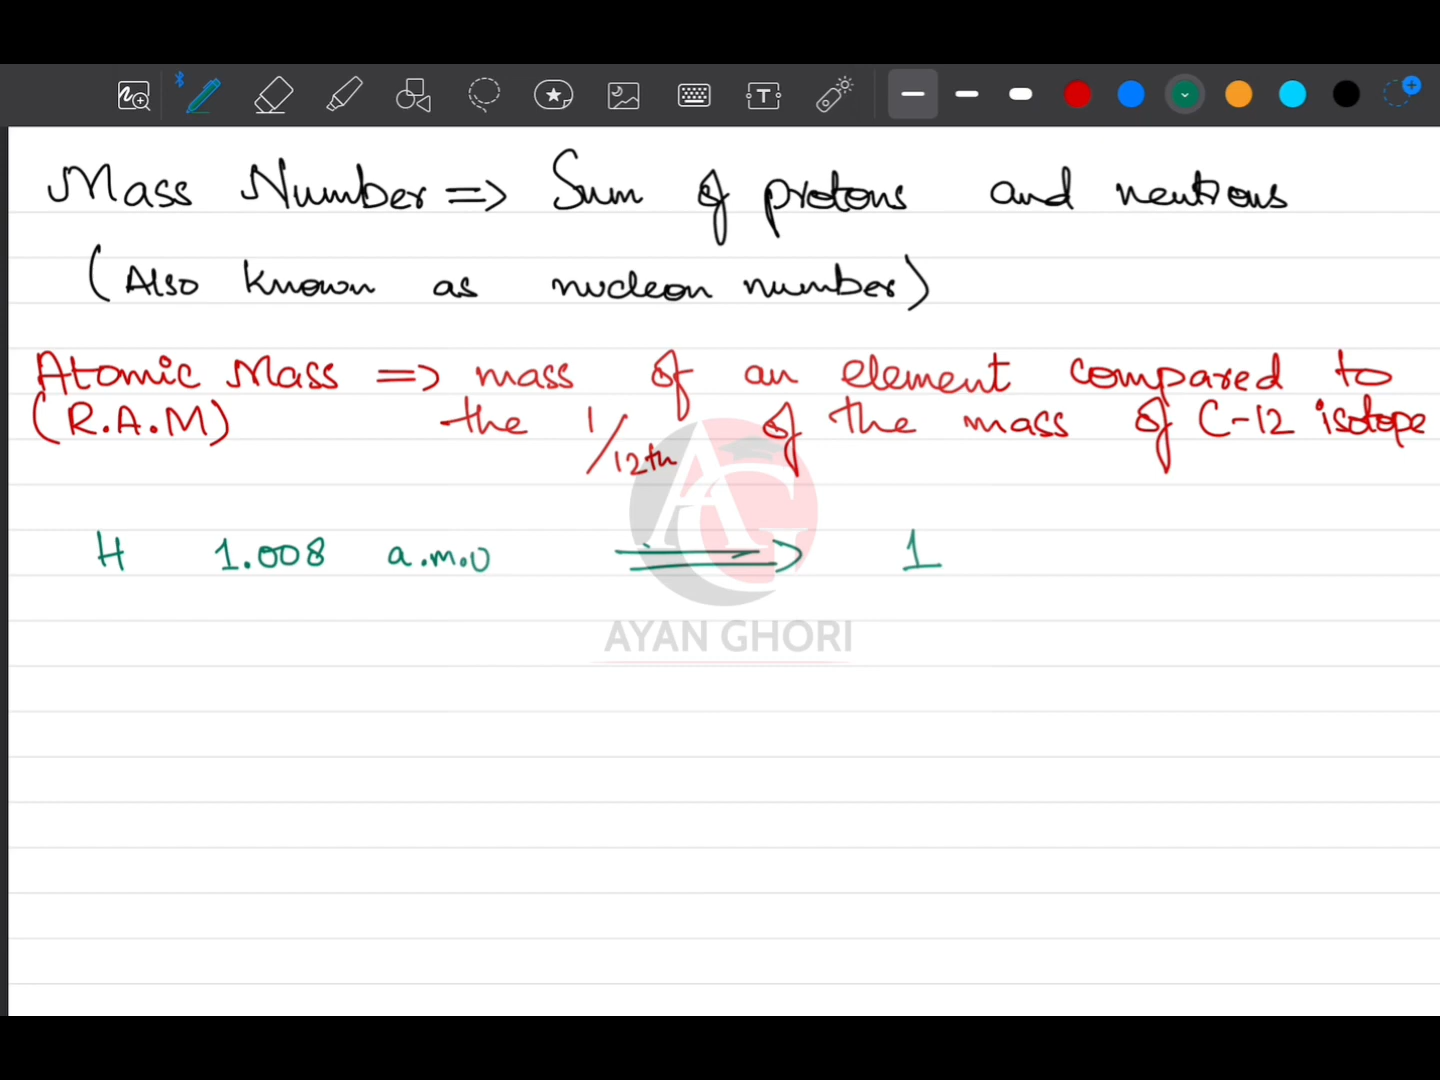 Mass Number => Sum of protons and neutrons
(Also known as nucleon number)
Atomic Mass => mass of an element compared to
(R.A.M) the 1/12th of the mass of C-12 isotope
H 1.008 a.m.u => 1
AYAN GHORI